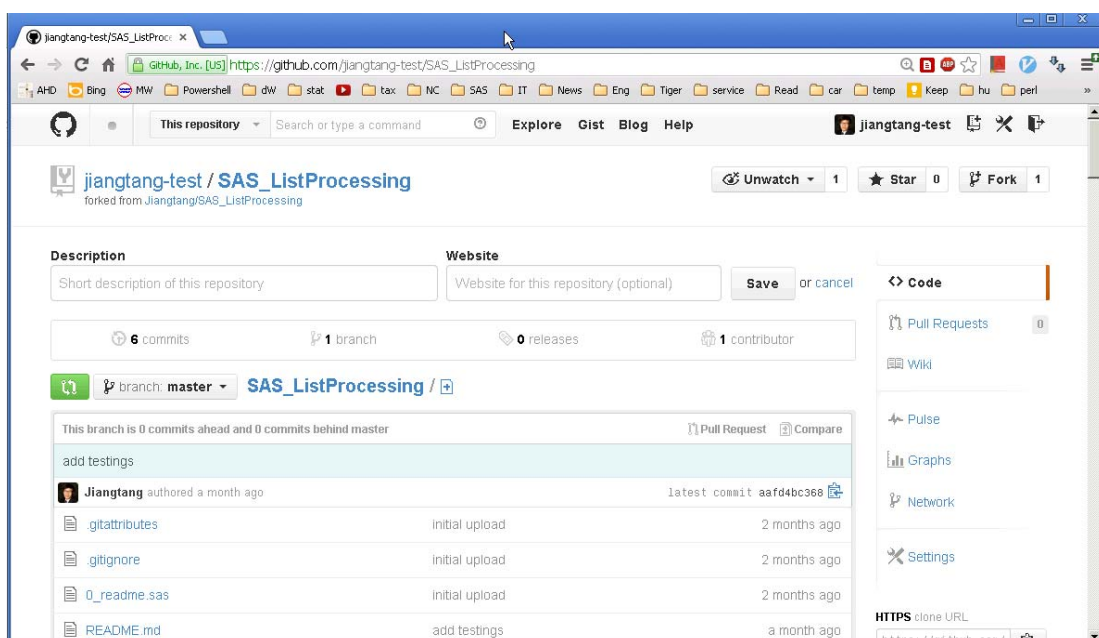 jiangtang-test/SAS_ListProce
GitHub, Inc. [US] https://github.com/jiangtang-test/SAS_ListProcessing
AHD Bing MW Powershell dW stat tax NC SAS IT News Eng Tiger service Read car temp Keep hu perl »
This repository Search or type a command Explore Gist Blog Help jiangtang-test
jiangtang-test / SAS_ListProcessing Unwatch 1 Star 0 Fork 1
forked from Jiangtang/SAS_ListProcessing
Description Website
Short description of this repository Website for this repository (optional) Save or cancel
6 commits 1 branch 0 releases 1 contributor
branch: master SAS_ListProcessing /
This branch is 0 commits ahead and 0 commits behind master Pull Request Compare
add testings
Jiangtang authored a month ago latest commit aafd4bc368
.gitattributes initial upload 2 months ago
.gitignore initial upload 2 months ago
0_readme.sas initial upload 2 months ago
README.md add testings a month ago
Code
Pull Requests 0
Wiki
Pulse
Graphs
Network
Settings
HTTPS clone URL